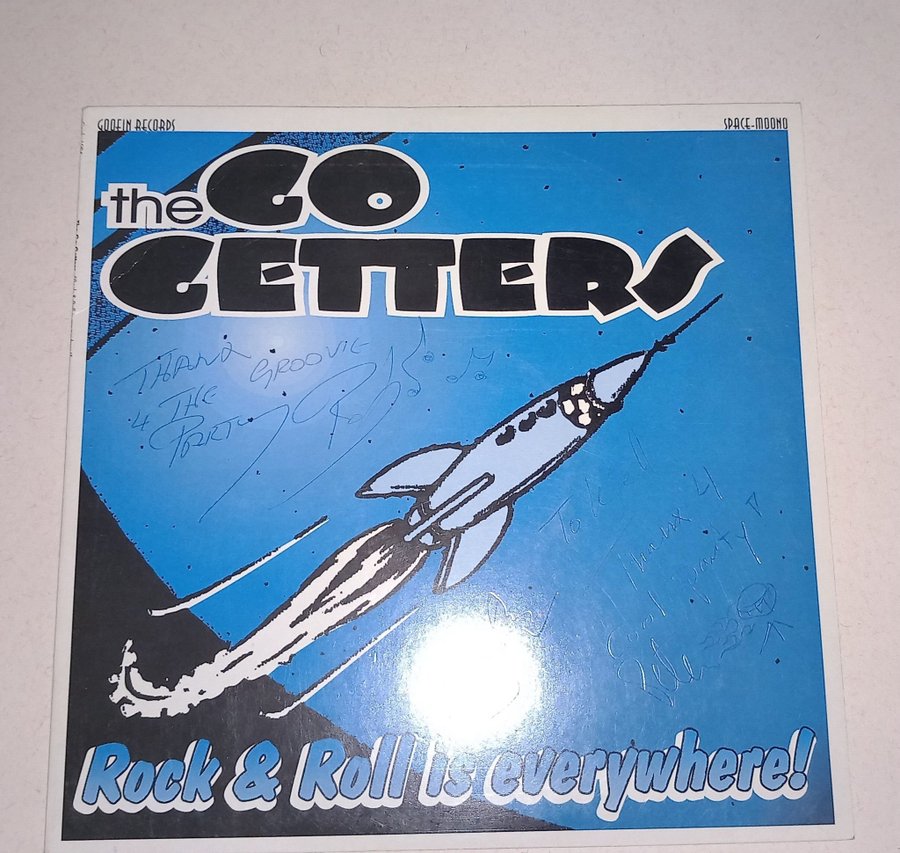 GOOFIN RECORDS
SPACE-MOONO
the GO
GETTERS
THANX
4 THE GROOVIE
PARTY
To
Thanx 4
Good party
Rock & Roll is everywhere!